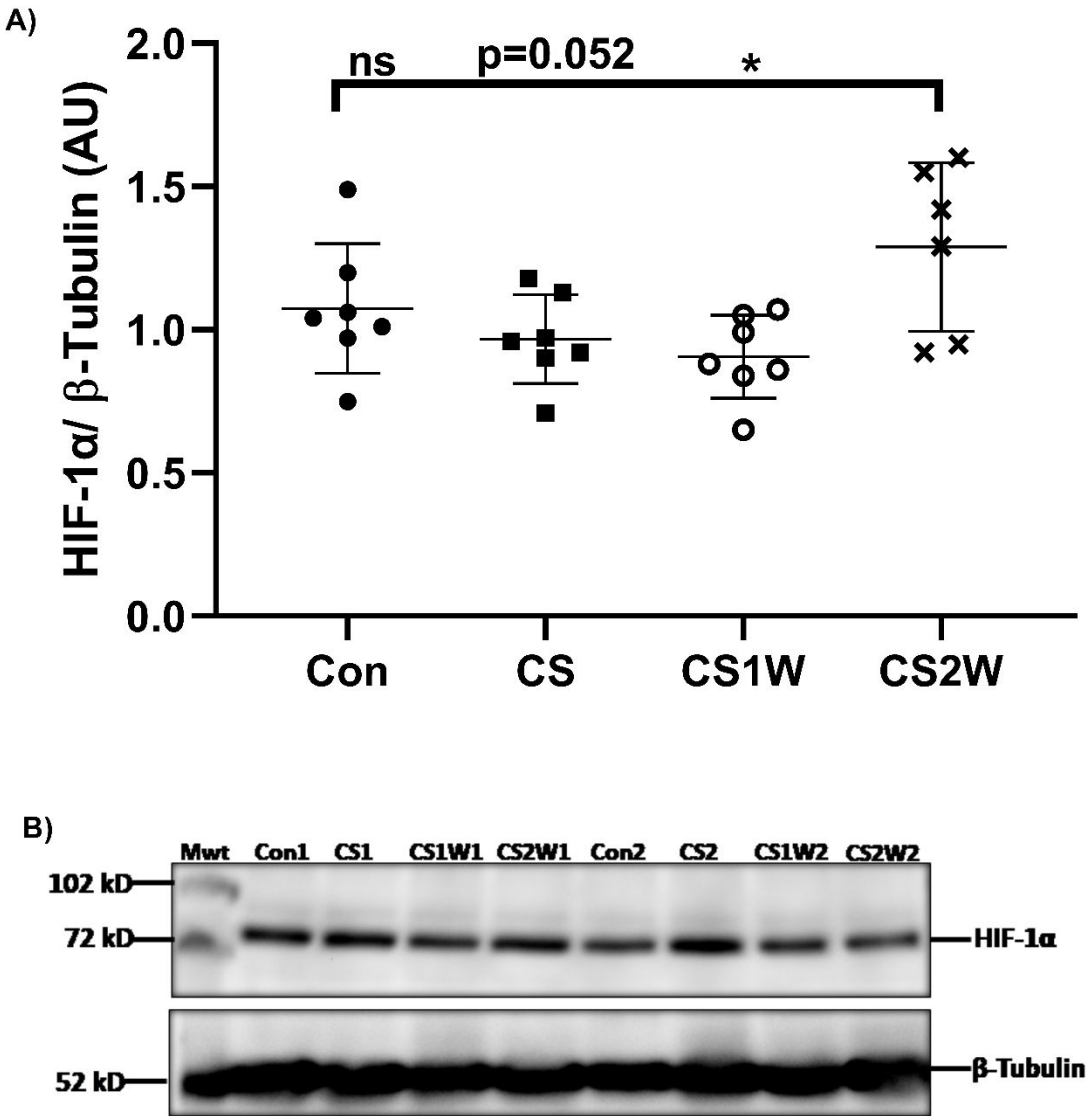 A)
HIF-1α/ β-Tubulin (AU)
2.0
1.5
1.0
0.5
0.0
ns p=0.052 *
Con CS CS1W CS2W
B)
Mwt Con1 CS1 CS1W1 CS2W1 Con2 CS2 CS1W2 CS2W2
102 kD
72 kD HIF-1α
52 kD β-Tubulin